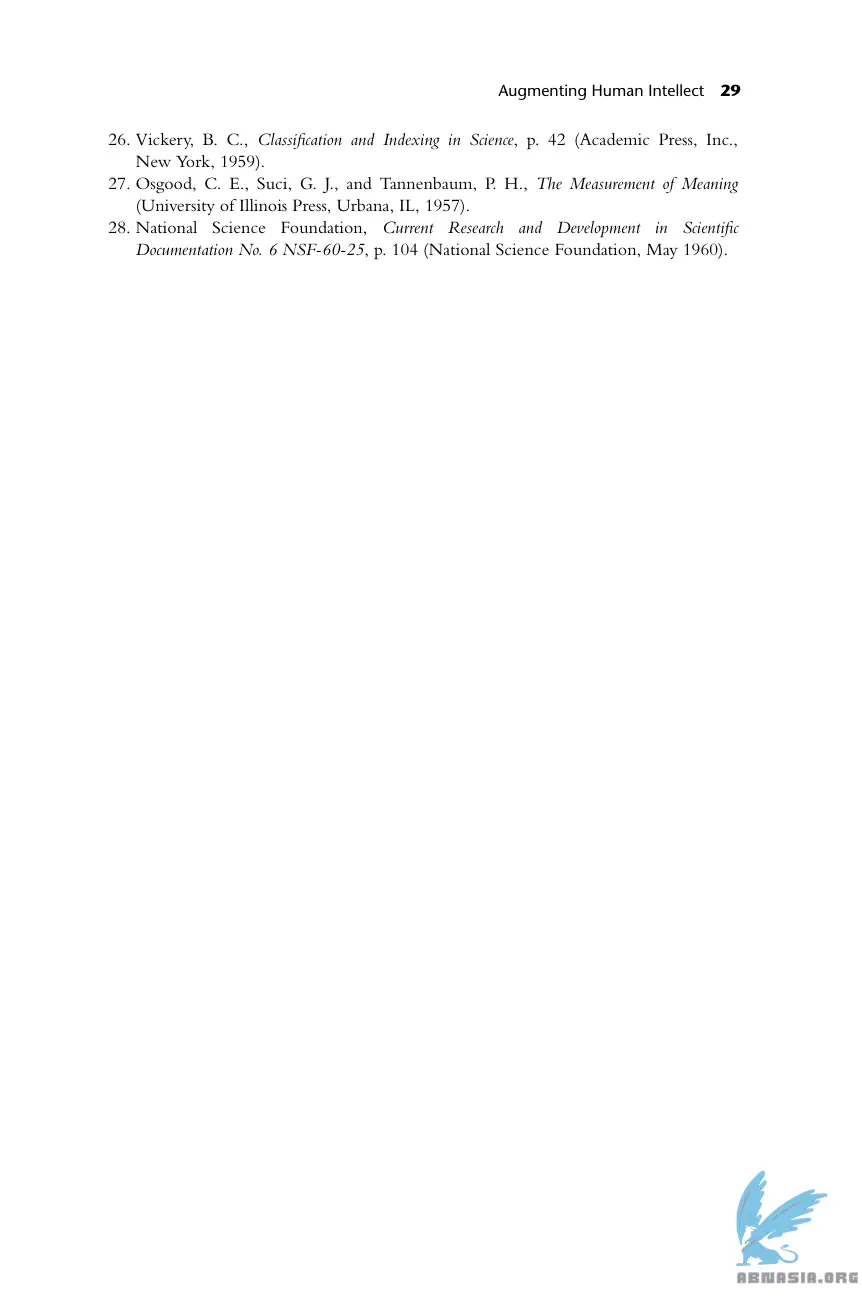 Augmenting Human Intellect 29
26. Vickery, B. C., Classification and Indexing in Science, p. 42 (Academic Press, Inc.,
New York, 1959).
27. Osgood, C. E., Suci, G. J., and Tannenbaum, P. H., The Measurement of Meaning
(University of Illinois Press, Urbana, IL, 1957).
28. National Science Foundation, Current Research and Development in Scientific
Documentation No. 6 NSF-60-25, p. 104 (National Science Foundation, May 1960).
ABNASIA.ORG